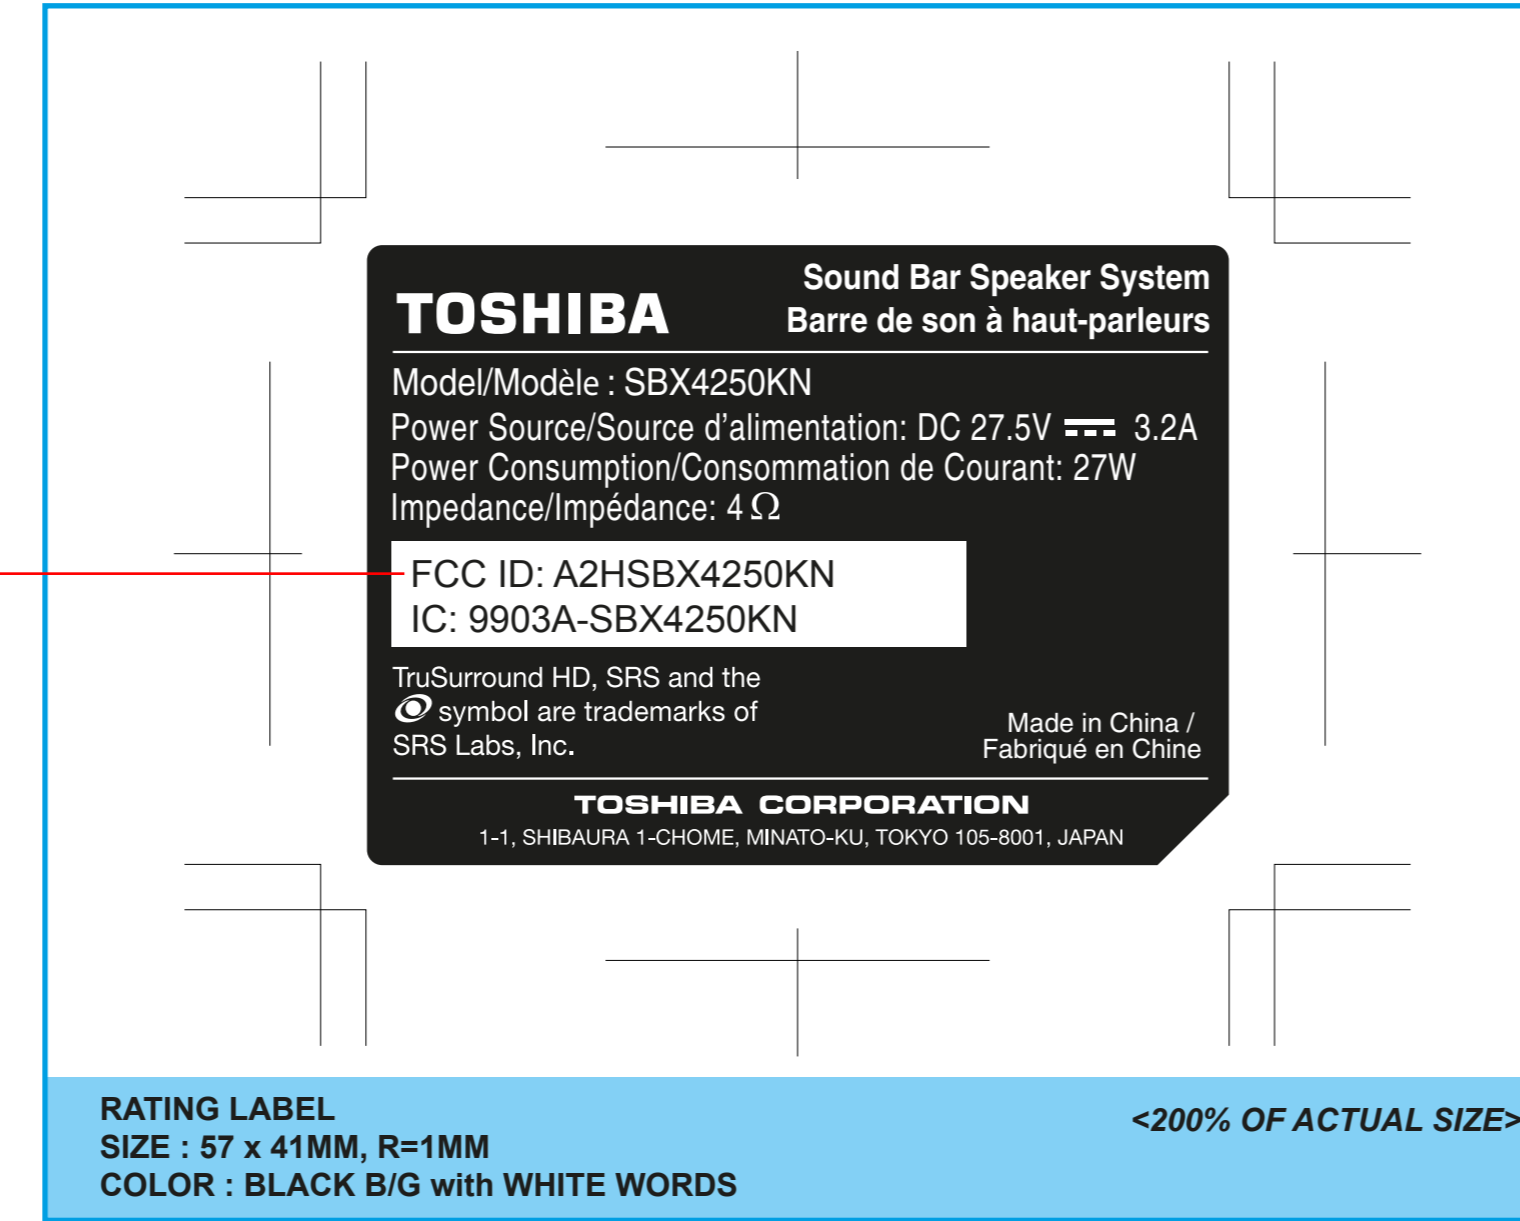 TOSHIBA
Sound Bar Speaker System
Barre de son à haut-parleurs
Model/Modèle : SBX4250KN
Power Source/Source d'alimentation: DC 27.5V ⎓ 3.2A
Power Consumption/Consommation de Courant: 27W
Impedance/Impédance: 4 Ω
FCC ID: A2HSBX4250KN
IC: 9903A-SBX4250KN
TruSurround HD, SRS and the
symbol are trademarks of
SRS Labs, Inc.
Made in China /
Fabriqué en Chine
TOSHIBA CORPORATION
1-1, SHIBAURA 1-CHOME, MINATO-KU, TOKYO 105-8001, JAPAN
RATING LABEL
SIZE : 57 x 41MM, R=1MM
COLOR : BLACK B/G with WHITE WORDS
<200% OF ACTUAL SIZE>